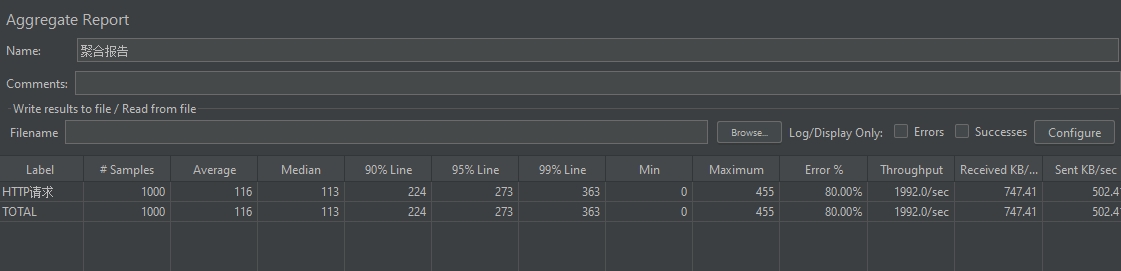 Aggregate Report
Name: 聚合报告
Comments:
Write results to file / Read from file
Filename Browse... Log/Display Only: Errors Successes Configure
Label # Samples Average Median 90% Line 95% Line 99% Line Min Maximum Error % Throughput Received KB/... Sent KB/sec
HTTP请求 1000 116 113 224 273 363 0 455 80.00% 1992.0/sec 747.41 502.41
TOTAL 1000 116 113 224 273 363 0 455 80.00% 1992.0/sec 747.41 502.41